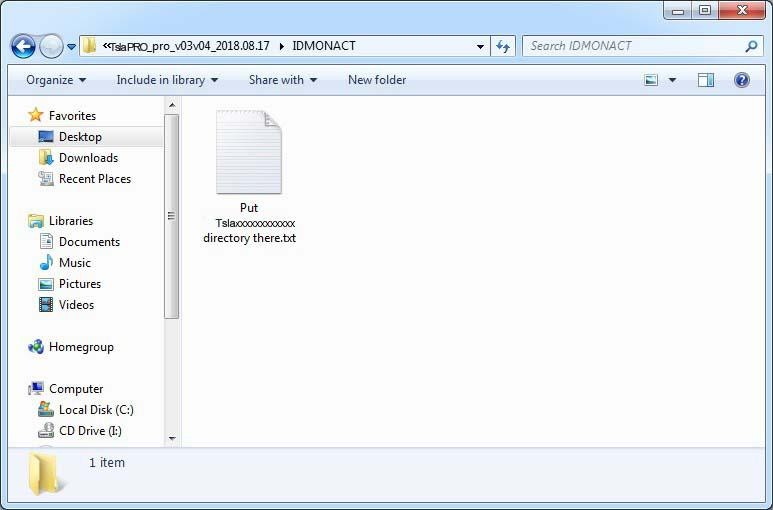 «TslaPRO_pro_v03v04_2018.08.17 ▸ IDMONACT
Search IDMONACT
Organize Include in library Share with New folder
Favorites
Desktop
Downloads
Recent Places
Libraries
Documents
Music
Pictures
Videos
Homegroup
Computer
Local Disk (C:)
CD Drive (I:)
Put
Tslaxxxxxxxxxxx
directory there.txt
1 item